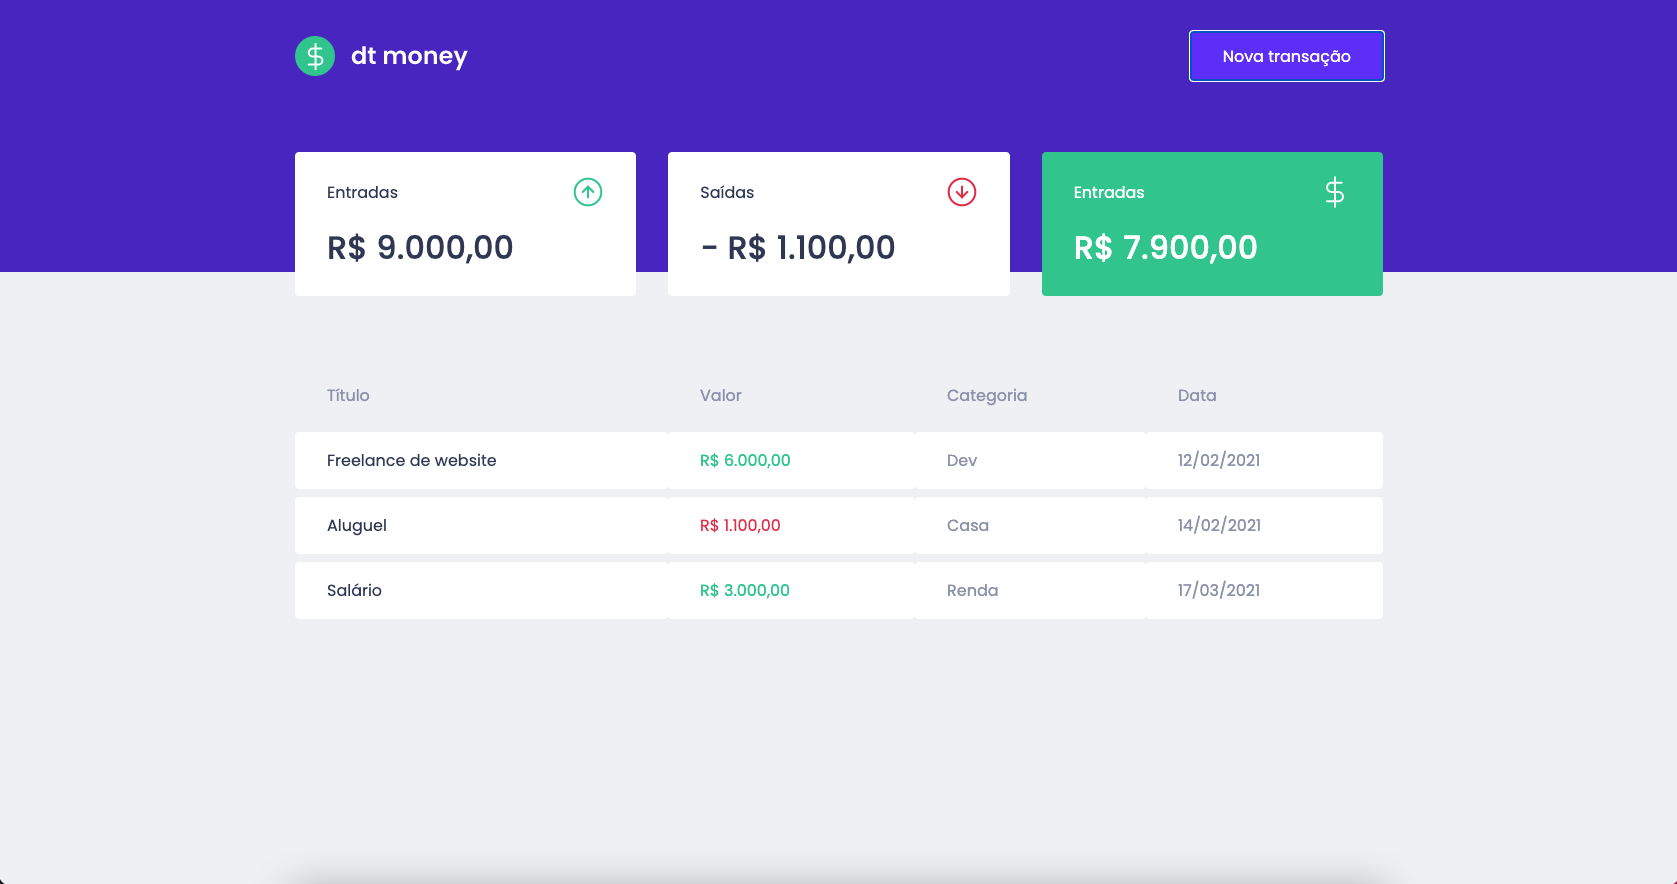 dt money
Nova transação
Entradas
R$ 9.000,00
Saídas
- R$ 1.100,00
Entradas
R$ 7.900,00
Título Valor Categoria Data
Freelance de website R$ 6.000,00 Dev 12/02/2021
Aluguel R$ 1.100,00 Casa 14/02/2021
Salário R$ 3.000,00 Renda 17/03/2021